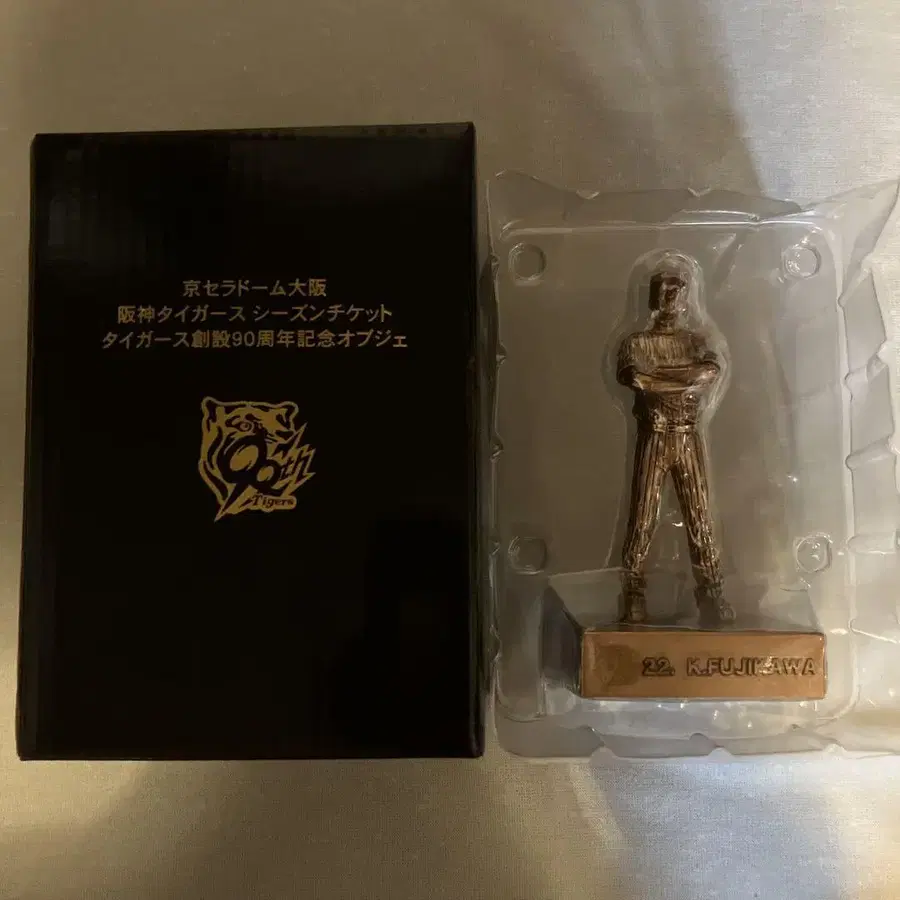 京セラドーム大阪
阪神タイガース シーズンチケット
タイガース創設90周年記念オブジェ
90th
Tigers
22. K.FUJIKAWA